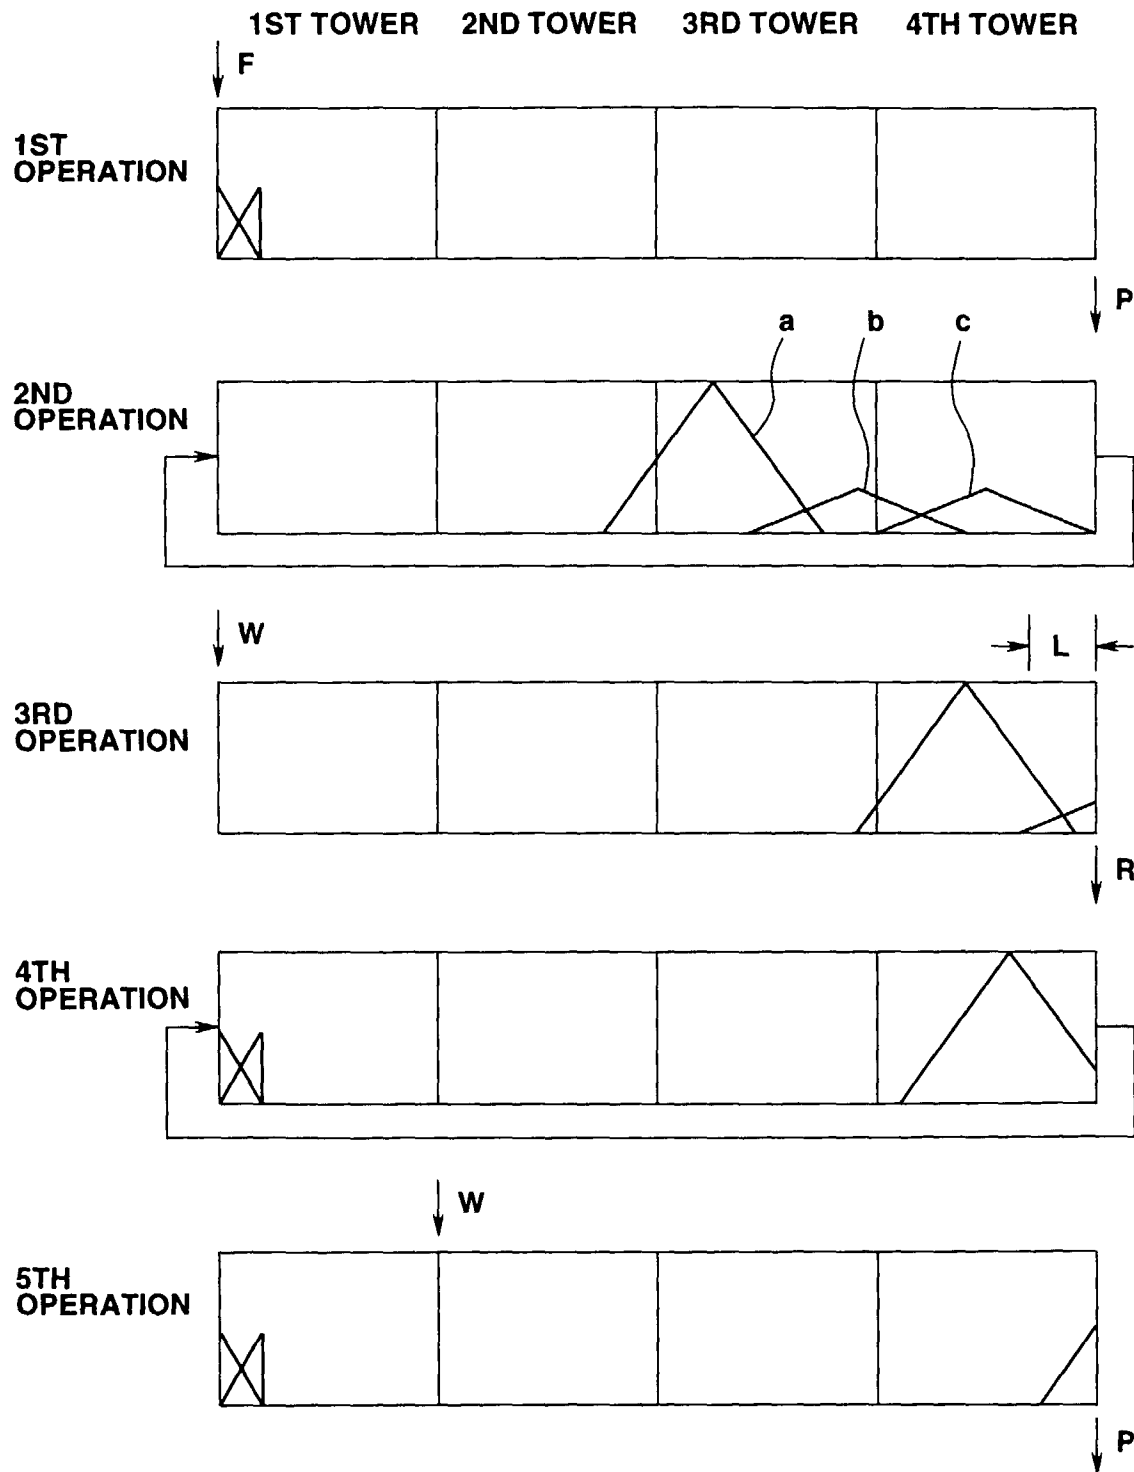 1ST TOWER 2ND TOWER 3RD TOWER 4TH TOWER
F
1ST
OPERATION
P
a b c
2ND
OPERATION
W
L
3RD
OPERATION
R
4TH
OPERATION
W
5TH
OPERATION
P